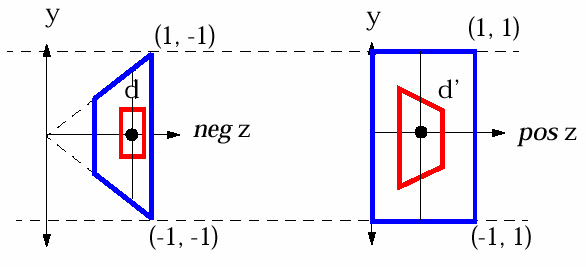 y
(1, -1)
d
neg z
(-1, -1)
y
(1, 1)
d'
pos z
(-1, 1)